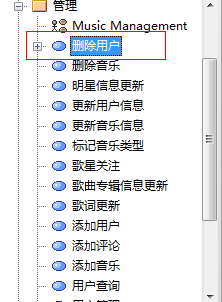 管理
Music Management
删除用户
删除音乐
明星信息更新
更新用户信息
更新音乐信息
标记音乐类型
歌星关注
歌曲专辑信息更新
歌词更新
添加用户
添加评论
添加音乐
用户查询